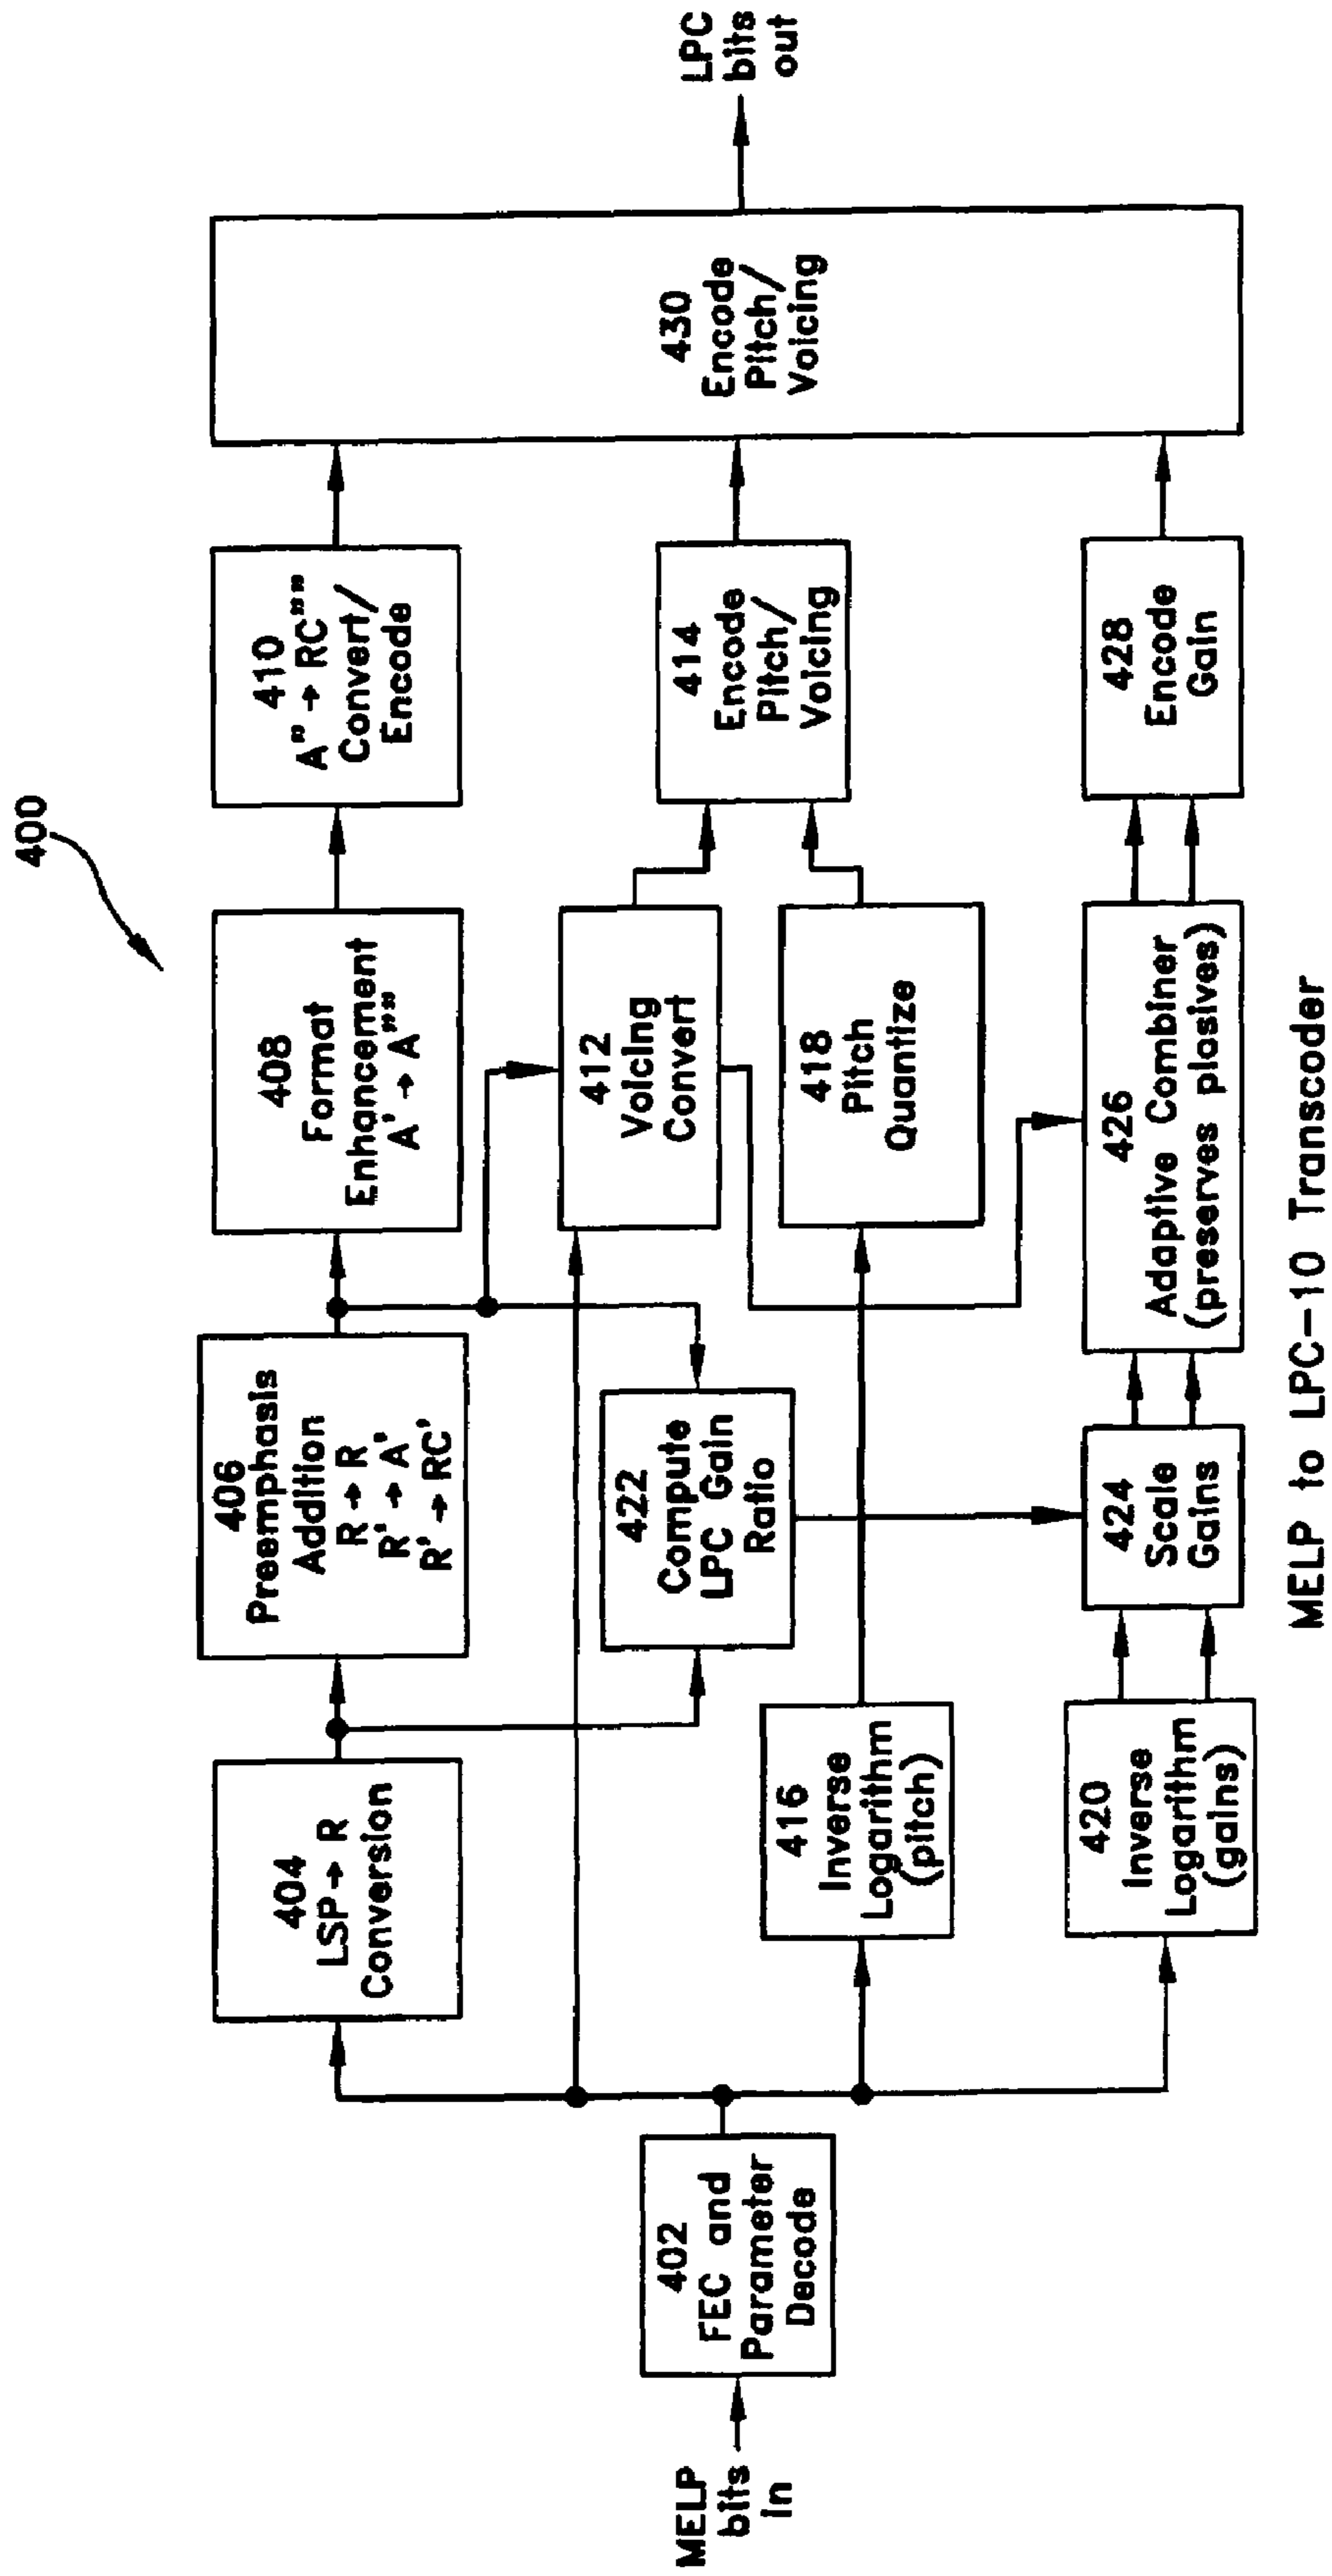 400
MELP
bits
in
402
FEC and
Parameter
Decode
404
LSP→R
Conversion
406
Preemphasis
Addition
R→R
R'→A'
R'→RC'
408
Format
Enhancement
A'→A"""
410
A"→RC""
Convert/
Encode
412
Voicing
Convert
414
Encode
Pitch/
Voicing
416
Inverse
Logarithm
(pitch)
418
Pitch
Quantize
422
Compute
LPC Gain
Ratio
420
Inverse
Logarithm
(gains)
424
Scale
Gains
426
Adaptive Combiner
(preserves plosives)
428
Encode
Gain
430
Encode
Pitch/
Voicing
LPC
bits
out
MELP to LPC-10 Transcoder